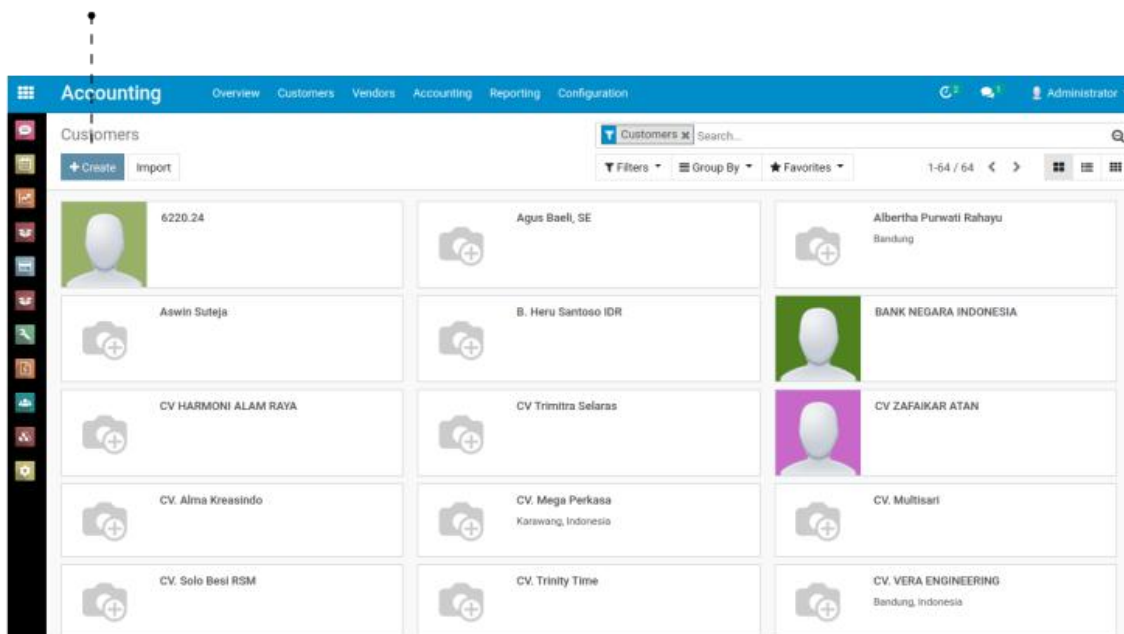 Accounting Overview Customers Vendors Accounting Reporting Configuration 2 1 Administrator
Customers
Customers x Search...
+ Create Import Filters Group By Favorites 1-64 / 64
6220.24 Agus Baeli, SE Albertha Purwati Rahayu
Bandung
Aswin Suteja B. Heru Santoso IDR BANK NEGARA INDONESIA
CV HARMONI ALAM RAYA CV Trimitra Selaras CV ZAFAIKAR ATAN
CV. Alma Kreasindo CV. Mega Perkasa CV. Multisari
Karawang, Indonesia
CV. Solo Besi RSM CV. Trinity Time CV. VERA ENGINEERING
Bandung, Indonesia